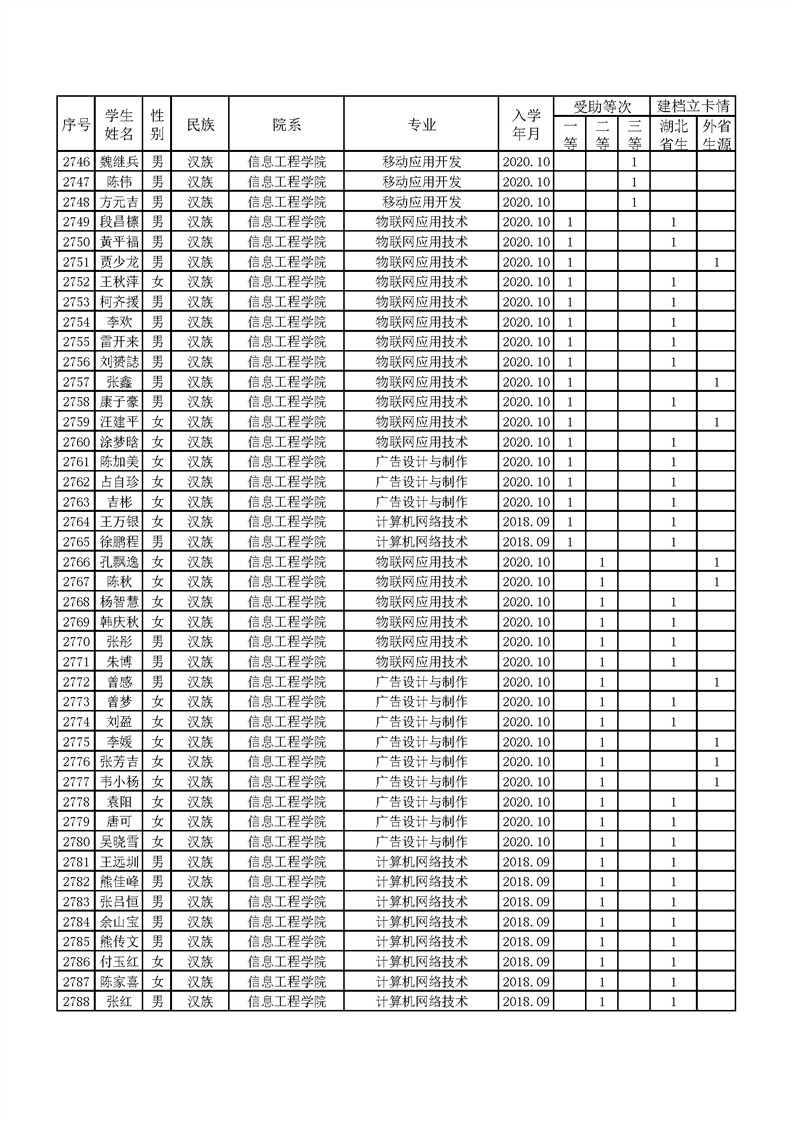 序号 学生姓名 性别 民族 院系 专业 入学年月 受助等次 建档立卡情
一等 二等 三等 湖北省生 外省生源
2746 魏继兵 男 汉族 信息工程学院 移动应用开发 2020.10 1
2747 陈伟 男 汉族 信息工程学院 移动应用开发 2020.10 1
2748 方元吉 男 汉族 信息工程学院 移动应用开发 2020.10 1
2749 段昌檩 男 汉族 信息工程学院 物联网应用技术 2020.10 1 1
2750 黄平福 男 汉族 信息工程学院 物联网应用技术 2020.10 1 1
2751 贾少龙 男 汉族 信息工程学院 物联网应用技术 2020.10 1 1
2752 王秋萍 女 汉族 信息工程学院 物联网应用技术 2020.10 1 1
2753 柯齐援 男 汉族 信息工程学院 物联网应用技术 2020.10 1 1
2754 李欢 男 汉族 信息工程学院 物联网应用技术 2020.10 1 1
2755 雷开来 男 汉族 信息工程学院 物联网应用技术 2020.10 1 1
2756 刘赟誌 男 汉族 信息工程学院 物联网应用技术 2020.10 1 1
2757 张鑫 男 汉族 信息工程学院 物联网应用技术 2020.10 1 1
2758 康子豪 男 汉族 信息工程学院 物联网应用技术 2020.10 1 1
2759 汪建平 女 汉族 信息工程学院 物联网应用技术 2020.10 1 1
2760 涂梦晗 女 汉族 信息工程学院 物联网应用技术 2020.10 1 1
2761 陈加美 女 汉族 信息工程学院 广告设计与制作 2020.10 1 1
2762 占自珍 女 汉族 信息工程学院 广告设计与制作 2020.10 1 1
2763 吉彬 女 汉族 信息工程学院 广告设计与制作 2020.10 1 1
2764 王万银 女 汉族 信息工程学院 计算机网络技术 2018.09 1 1
2765 徐鹏程 男 汉族 信息工程学院 计算机网络技术 2018.09 1 1
2766 孔飘逸 女 汉族 信息工程学院 物联网应用技术 2020.10 1 1
2767 陈秋 女 汉族 信息工程学院 物联网应用技术 2020.10 1 1
2768 杨智慧 女 汉族 信息工程学院 物联网应用技术 2020.10 1 1
2769 韩庆秋 女 汉族 信息工程学院 物联网应用技术 2020.10 1 1
2770 张彤 男 汉族 信息工程学院 物联网应用技术 2020.10 1 1
2771 朱博 男 汉族 信息工程学院 物联网应用技术 2020.10 1 1
2772 曾感 男 汉族 信息工程学院 广告设计与制作 2020.10 1 1
2773 曾梦 女 汉族 信息工程学院 广告设计与制作 2020.10 1 1
2774 刘盈 女 汉族 信息工程学院 广告设计与制作 2020.10 1 1
2775 李媛 女 汉族 信息工程学院 广告设计与制作 2020.10 1 1
2776 张芳吉 女 汉族 信息工程学院 广告设计与制作 2020.10 1 1
2777 韦小杨 女 汉族 信息工程学院 广告设计与制作 2020.10 1 1
2778 袁阳 女 汉族 信息工程学院 广告设计与制作 2020.10 1 1
2779 唐可 女 汉族 信息工程学院 广告设计与制作 2020.10 1 1
2780 吴晓雪 女 汉族 信息工程学院 广告设计与制作 2020.10 1 1
2781 王远圳 男 汉族 信息工程学院 计算机网络技术 2018.09 1 1
2782 熊佳峰 男 汉族 信息工程学院 计算机网络技术 2018.09 1 1
2783 张吕恒 男 汉族 信息工程学院 计算机网络技术 2018.09 1 1
2784 余山宝 男 汉族 信息工程学院 计算机网络技术 2018.09 1 1
2785 熊传文 男 汉族 信息工程学院 计算机网络技术 2018.09 1 1
2786 付玉红 女 汉族 信息工程学院 计算机网络技术 2018.09 1 1
2787 陈家喜 女 汉族 信息工程学院 计算机网络技术 2018.09 1 1
2788 张红 男 汉族 信息工程学院 计算机网络技术 2018.09 1 1